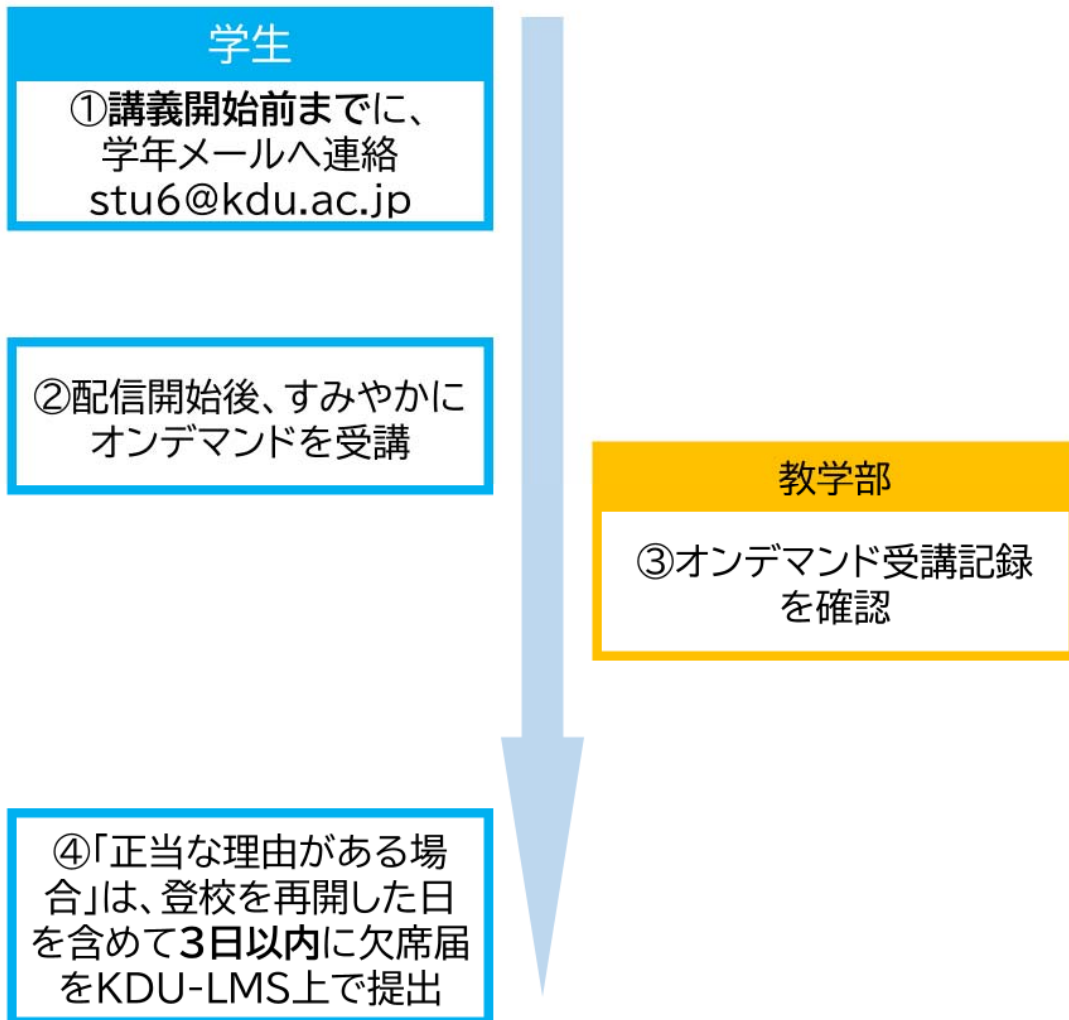 学生
①講義開始前までに、
学年メールへ連絡
stu6@kdu.ac.jp
②配信開始後、すみやかに
オンデマンドを受講
教学部
③オンデマンド受講記録
を確認
④「正当な理由がある場
合」は、登校を再開した日
を含めて3日以内に欠席届
をKDU-LMS上で提出